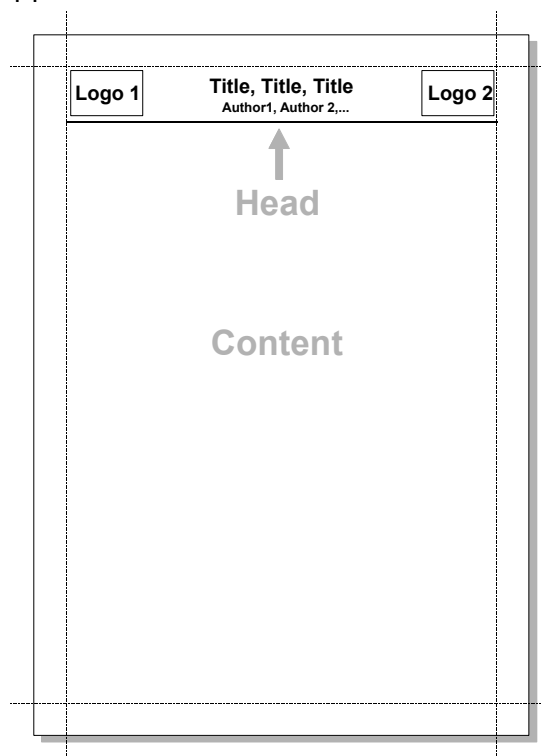 Logo 1
Title, Title, Title
Author1, Author 2,...
Logo 2
Head
Content